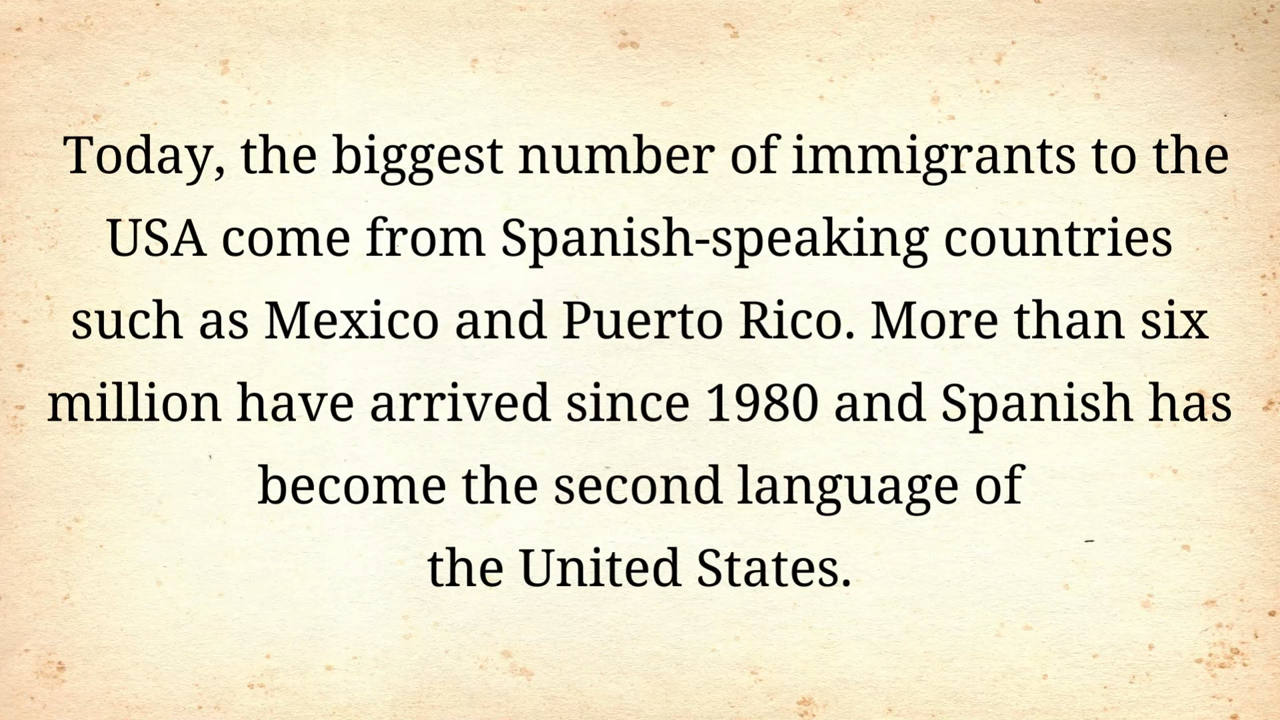 Today, the biggest number of immigrants to the
USA come from Spanish-speaking countries
such as Mexico and Puerto Rico. More than six
million have arrived since 1980 and Spanish has
become the second language of
the United States.